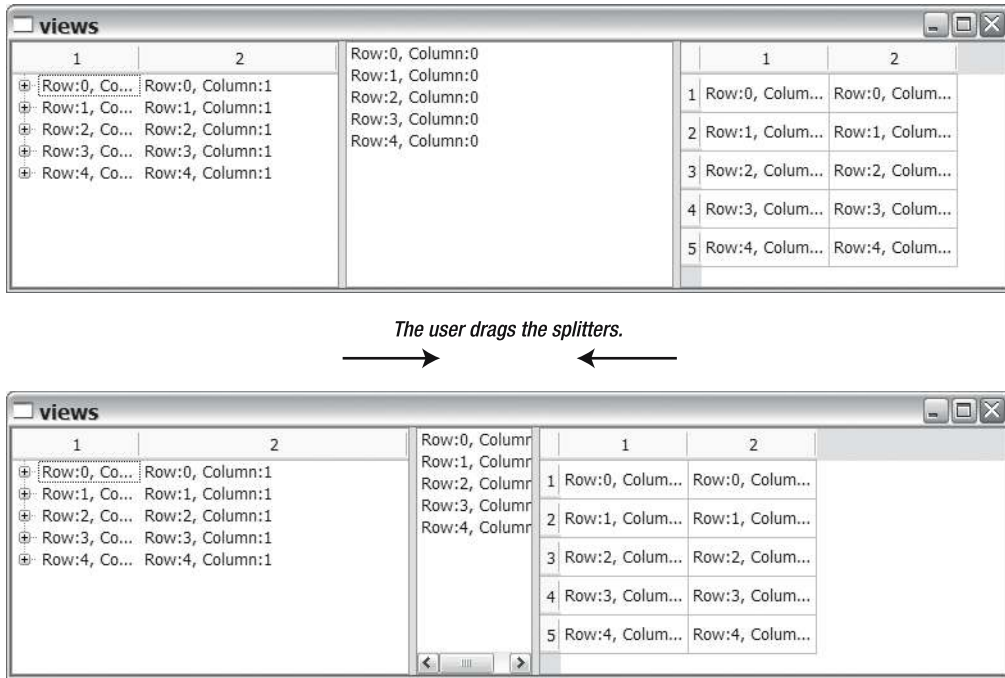 views
1 2
Row:0, Co... Row:0, Column:1
Row:1, Co... Row:1, Column:1
Row:2, Co... Row:2, Column:1
Row:3, Co... Row:3, Column:1
Row:4, Co... Row:4, Column:1
Row:0, Column:0
Row:1, Column:0
Row:2, Column:0
Row:3, Column:0
Row:4, Column:0
1 2
1 Row:0, Colum... Row:0, Colum...
2 Row:1, Colum... Row:1, Colum...
3 Row:2, Colum... Row:2, Colum...
4 Row:3, Colum... Row:3, Colum...
5 Row:4, Colum... Row:4, Colum...
The user drags the splitters.
views
1 2
Row:0, Co... Row:0, Column:1
Row:1, Co... Row:1, Column:1
Row:2, Co... Row:2, Column:1
Row:3, Co... Row:3, Column:1
Row:4, Co... Row:4, Column:1
Row:0, Column
Row:1, Column
Row:2, Column
Row:3, Column
Row:4, Column
1 2
1 Row:0, Colum... Row:0, Colum...
2 Row:1, Colum... Row:1, Colum...
3 Row:2, Colum... Row:2, Colum...
4 Row:3, Colum... Row:3, Colum...
5 Row:4, Colum... Row:4, Colum...